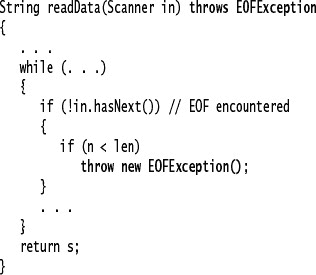 String readData(Scanner in) throws EOFException
{
   . . .
   while (. . .)
   {
      if (!in.hasNext()) // EOF encountered
      {
         if (n < len)
            throw new EOFException();
      }
      . . .
   }
   return s;
}